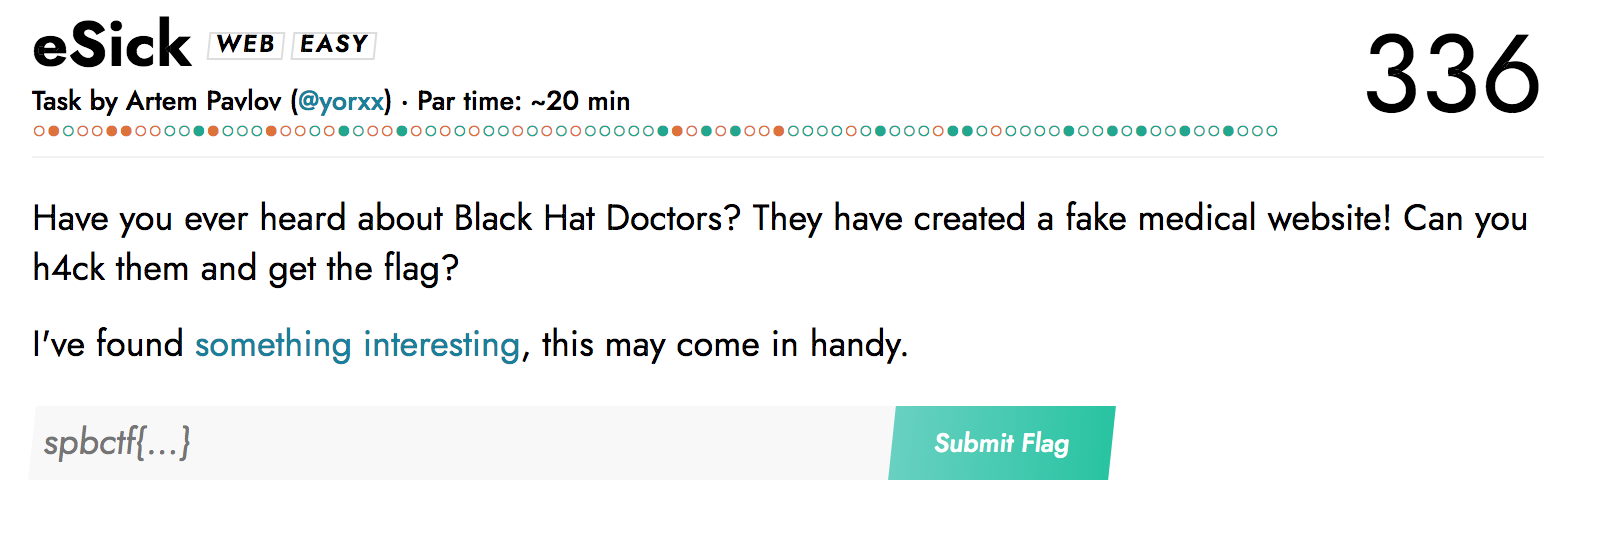 eSick WEB EASY 336
Task by Artem Pavlov (@yorxx) · Par time: ~20 min
Have you ever heard about Black Hat Doctors? They have created a fake medical website! Can you
h4ck them and get the flag?
I've found something interesting, this may come in handy.
spbctf{...} Submit Flag